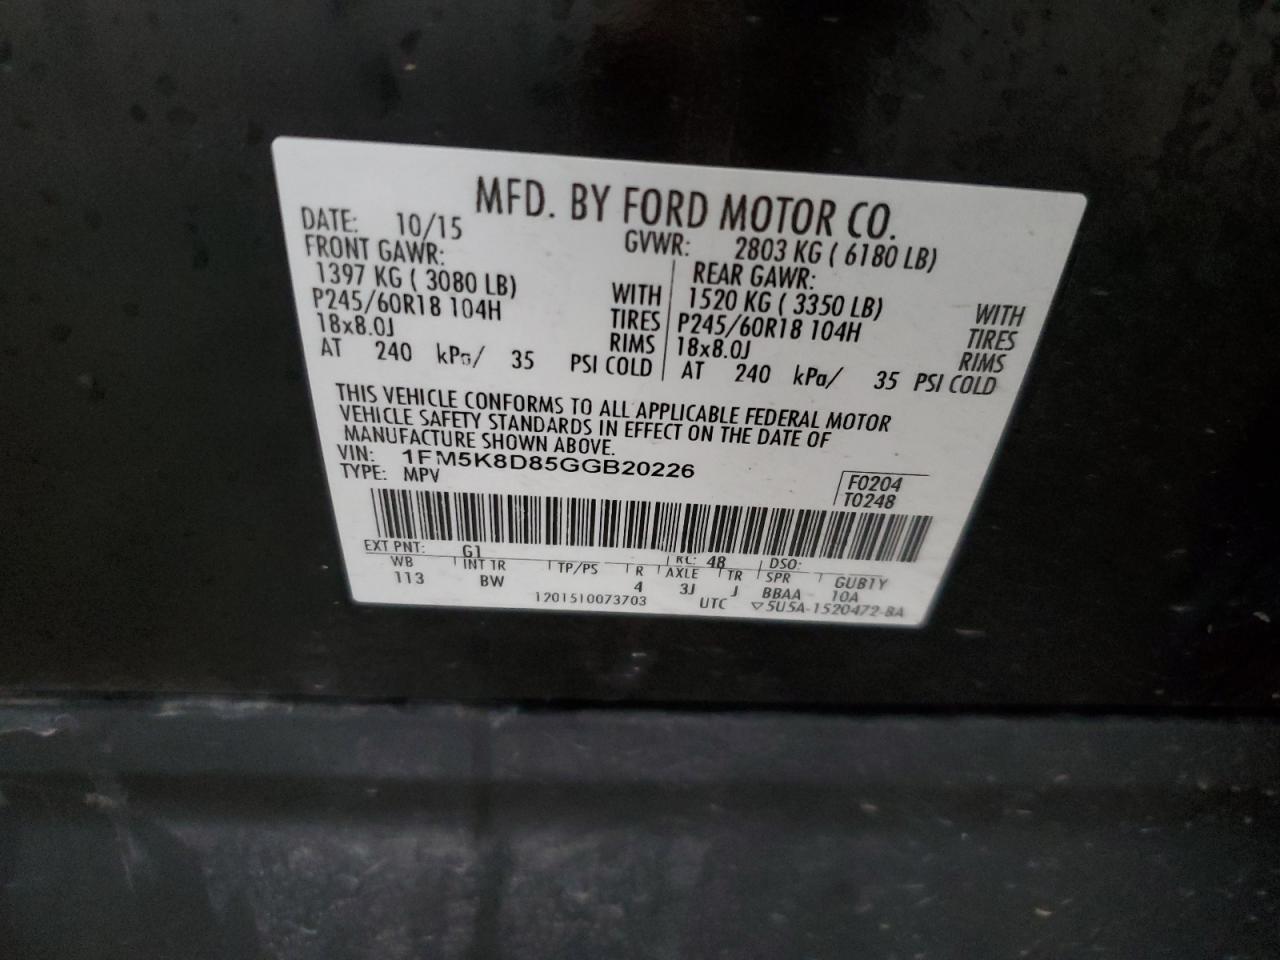 MFD. BY FORD MOTOR CO.
DATE: 10/15 GVWR: 2803 KG ( 6180 LB)
FRONT GAWR: REAR GAWR:
1397 KG ( 3080 LB) WITH 1520 KG ( 3350 LB) WITH
P245/60R18 104H TIRES P245/60R18 104H TIRES
18x8.0J RIMS 18x8.0J RIMS
AT 240 kPa/ 35 PSI COLD AT 240 kPa/ 35 PSI COLD
THIS VEHICLE CONFORMS TO ALL APPLICABLE FEDERAL MOTOR
VEHICLE SAFETY STANDARDS IN EFFECT ON THE DATE OF
MANUFACTURE SHOWN ABOVE.
VIN: 1FM5K8D85GGB20226
TYPE: MPV F0204
T0248
EXT PNT: G1 RC: 48 DSO:
WB INT TR TP/PS R AXLE TR SPR GUB1Y
113 BW 4 3J J BBAA 10A
1201510073703 UTC ▽5U5A-1520472-BA